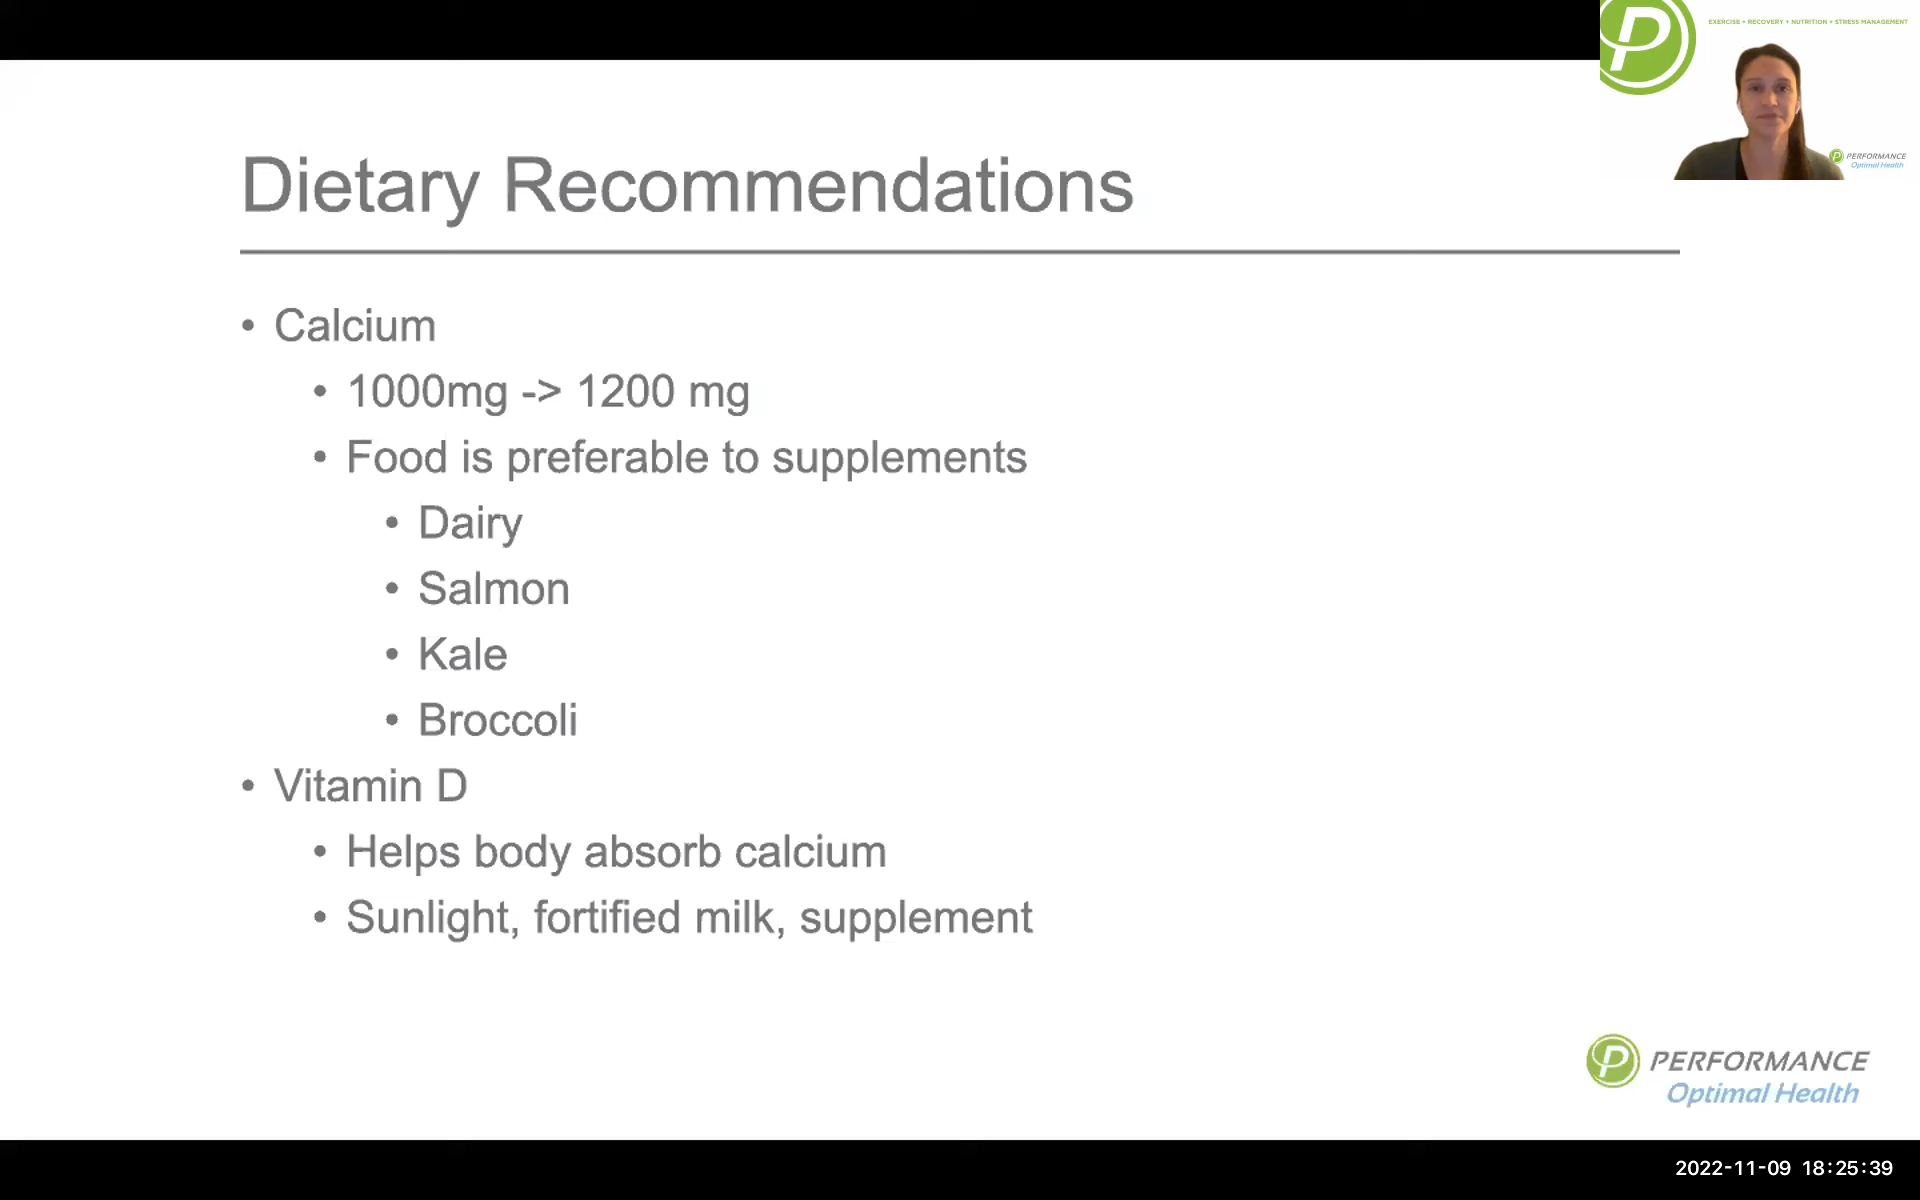 EXERCISE + RECOVERY + NUTRITION + STRESS MANAGEMENT
P
PERFORMANCE
Optimal Health
Dietary Recommendations
• Calcium
• 1000mg -> 1200 mg
• Food is preferable to supplements
• Dairy
• Salmon
• Kale
• Broccoli
• Vitamin D
• Helps body absorb calcium
• Sunlight, fortified milk, supplement
P PERFORMANCE
Optimal Health
2022-11-09 18:25:39